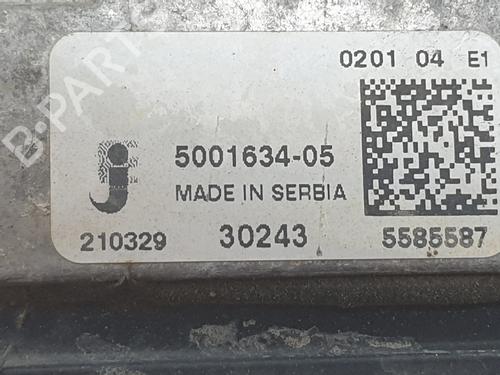 B-PARTS
0201 04 E1
5001634-05
MADE IN SERBIA
210329 30243 5585587